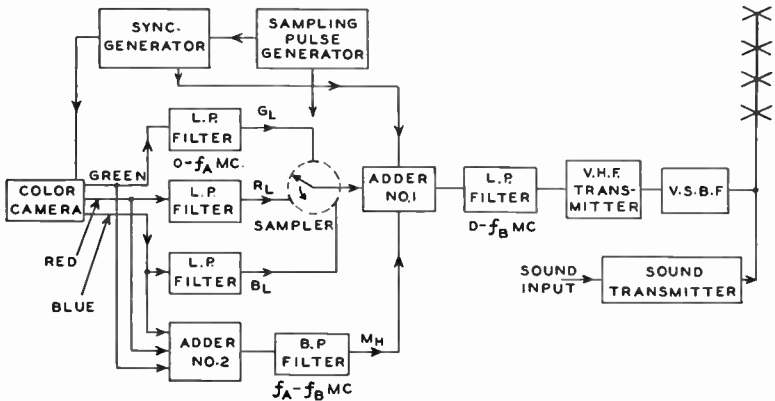 SYNC-
GENERATOR
SAMPLING
PULSE
GENERATOR
L.P.
FILTER
GL
O-fA MC.
GREEN
COLOR
CAMERA
L.P.
FILTER
RL
SAMPLER
ADDER
NO.1
L.P.
FILTER
D-fB MC
V.H.F.
TRANS-
MITTER
V.S.B.F
RED
BLUE
L.P.
FILTER
BL
SOUND
INPUT
SOUND
TRANSMITTER
ADDER
NO.2
B.P
FILTER
MH
fA-fB MC